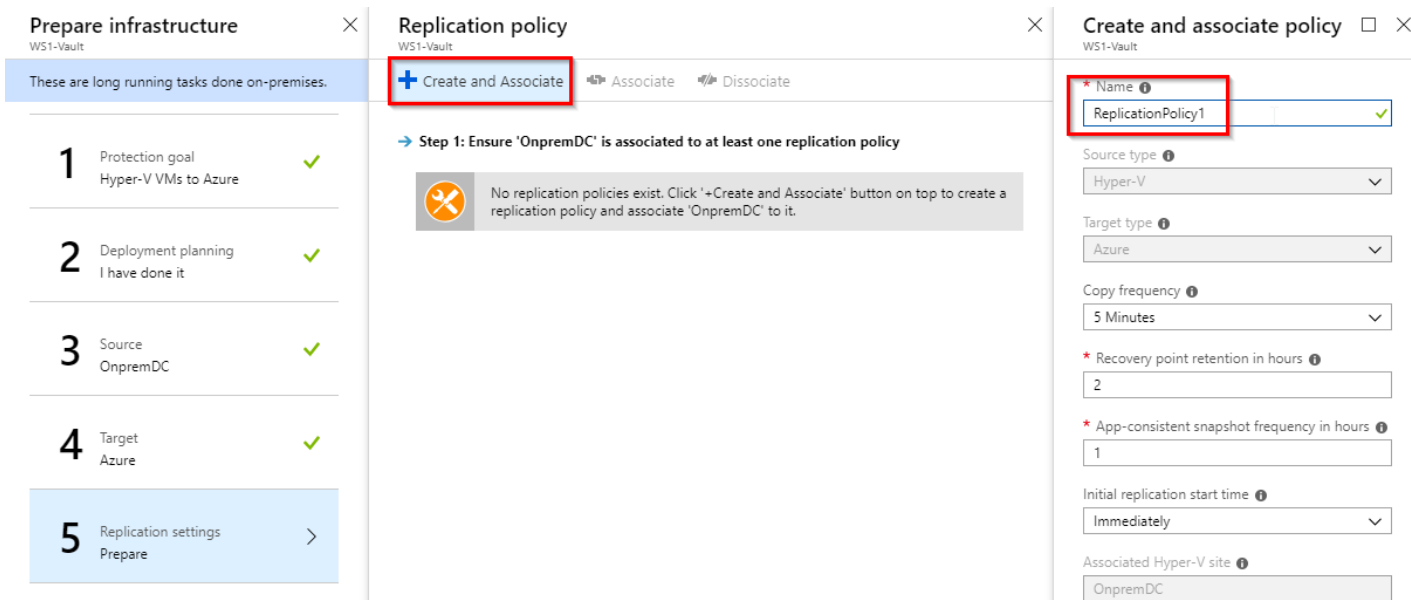 Prepare infrastructure
WS1-Vault
These are long running tasks done on-premises.
1
Protection goal
Hyper-V VMs to Azure
2
Deployment planning
I have done it
3
Source
OnpremDC
4
Target
Azure
5
Replication settings
Prepare
Replication policy
WS1-Vault
Create and Associate
Associate
Dissociate
Step 1: Ensure 'OnpremDC' is associated to at least one replication policy
No replication policies exist. Click '+Create and Associate' button on top to create a
replication policy and associate 'OnpremDC' to it.
Create and associate policy
WS1-Vault
* Name
ReplicationPolicy1
Source type
Hyper-V
Target type
Azure
Copy frequency
5 Minutes
* Recovery point retention in hours
2
* App-consistent snapshot frequency in hours
1
Initial replication start time
Immediately
Associated Hyper-V site
OnpremDC